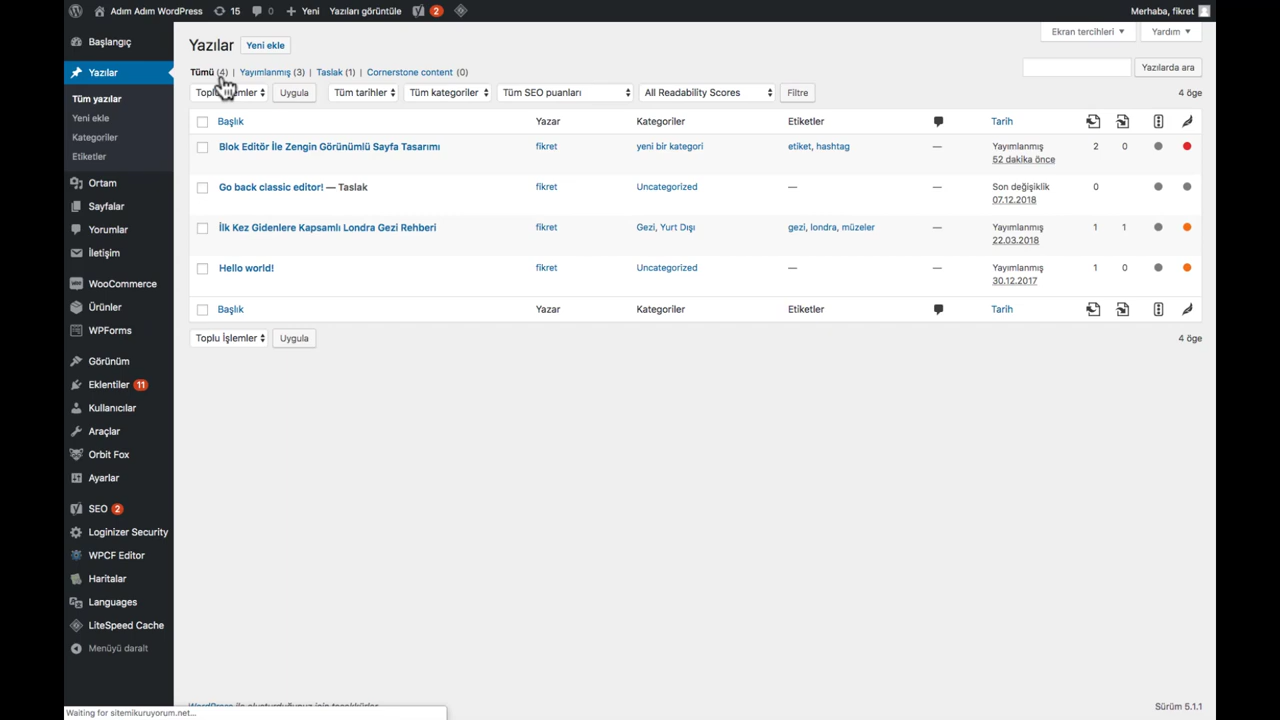 Adım Adım WordPress 15 0 Yeni Yazıları görüntüle 2 Merhaba, fikret
Başlangıç
Yazılar
Tüm yazılar
Yeni ekle
Kategoriler
Etiketler
Ortam
Sayfalar
Yorumlar
İletişim
WooCommerce
Ürünler
WPForms
Görünüm
Eklentiler 11
Kullanıcılar
Araçlar
Orbit Fox
Ayarlar
SEO 2
Loginizer Security
WPCF Editor
Haritalar
Languages
LiteSpeed Cache
Menüyü daralt
Ekran tercihleri Yardım
Yazılar Yeni ekle
Tümü (4) | Yayımlanmış (3) | Taslak (1) | Cornerstone content (0)
Yazılarda ara
Uygula Tüm tarihler Tüm kategoriler Tüm SEO puanları All Readability Scores Filtre 4 öge
Başlık Yazar Kategoriler Etiketler Tarih
Blok Editör İle Zengin Görünümlü Sayfa Tasarımı fikret yeni bir kategori etiket, hashtag — Yayımlanmış 2 0
52 dakika önce
Go back classic editor! — Taslak fikret Uncategorized — — Son değişiklik 0
07.12.2018
İlk Kez Gidenlere Kapsamlı Londra Gezi Rehberi fikret Gezi, Yurt Dışı gezi, londra, müzeler — Yayımlanmış 1 1
22.03.2018
Hello world! fikret Uncategorized — — Yayımlanmış 1 0
30.12.2017
Başlık Yazar Kategoriler Etiketler Tarih
Toplu İşlemler Uygula 4 öge
WordPress ile oluşturduğunuz için teşekkürler.
Sürüm 5.1.1
Waiting for sitemikuruyorum.net...